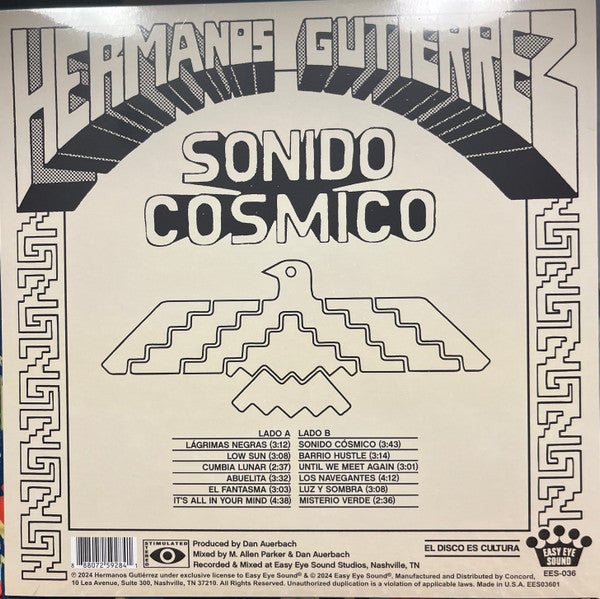 HERMANOS GUTIÉRREZ
SONIDO
CÓSMICO
LADO A
LÁGRIMAS NEGRAS (3:12)
LOW SUN (3:08)
CUMBIA LUNAR (2:37)
ABUELITA (3:32)
EL FANTASMA (3:03)
IT'S ALL IN YOUR MIND (4:38)
LADO B
SONIDO CÓSMICO (3:43)
BARRIO HUSTLE (3:14)
UNTIL WE MEET AGAIN (3:01)
LOS NAVEGANTES (4:12)
LUZ Y SOMBRA (3:08)
MISTERIO VERDE (2:36)
8 88072 59284 1
STIMULATED
STEREO
Produced by Dan Auerbach
Mixed by M. Allen Parker & Dan Auerbach
Recorded & Mixed at Easy Eye Sound Studios, Nashville, TN
EL DISCO ES CULTURA
EASY EYE
SOUND
EES-036
℗ 2024 Hermanos Gutiérrez under exclusive license to Easy Eye Sound® & © 2024 Easy Eye Sound®, Manufactured and Distributed by Concord,
10 Lea Avenue, Suite 300, Nashville, TN 37210. All Rights Reserved. Unauthorized duplication is a violation of applicable laws. Made in U.S.A. EES03601